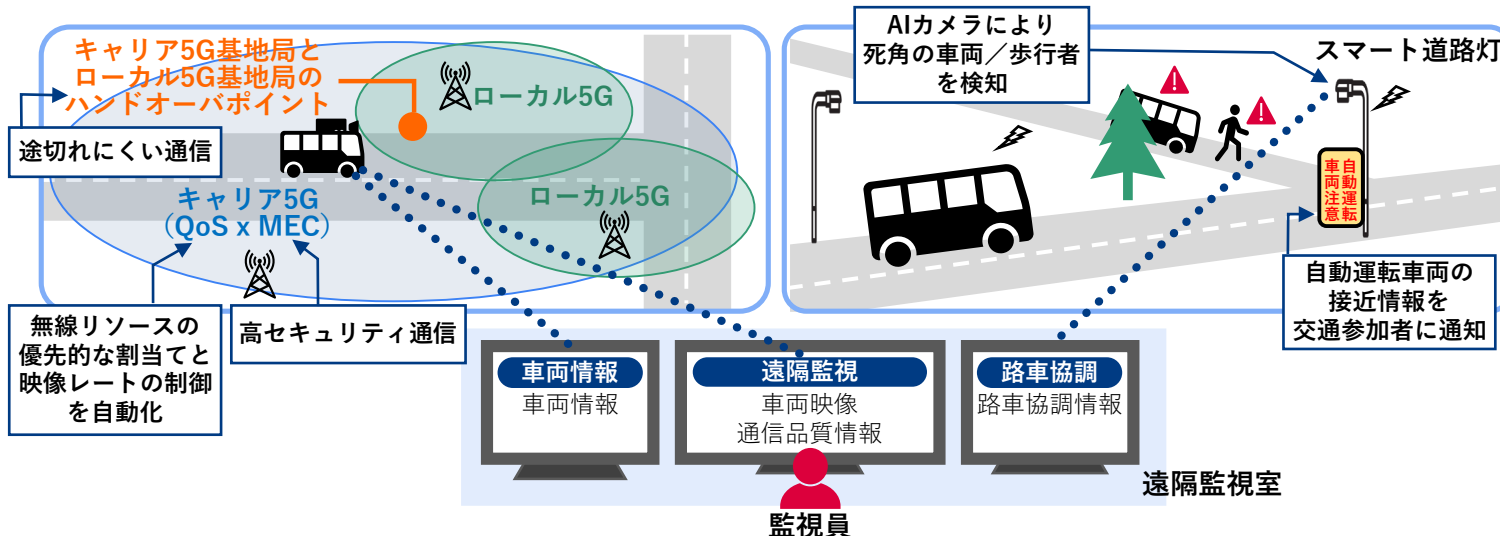 キャリア5G基地局と
ローカル5G基地局の
ハンドオーバポイント
途切れにくい通信
ローカル5G
ローカル5G
キャリア5G
(QoS x MEC)
無線リソースの
優先的な割当てと
映像レートの制御
を自動化
高セキュリティ通信
AIカメラにより
死角の車両／歩行者
を検知
スマート道路灯
自動運転
車両注意
自動運転車両の
接近情報を
交通参加者に通知
車両情報
車両情報
遠隔監視
車両映像
通信品質情報
路車協調
路車協調情報
遠隔監視室
監視員